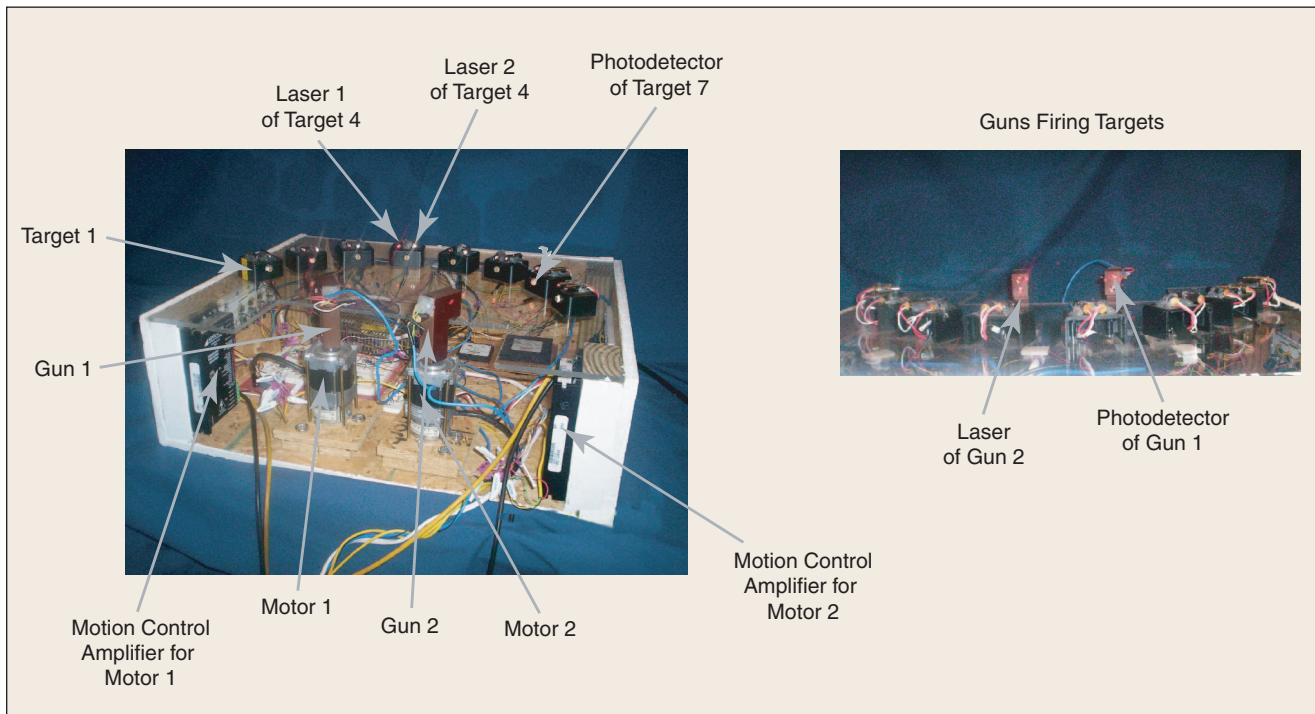 Laser 1
of Target 4
Laser 2
of Target 4
Photodetector
of Target 7
Guns Firing Targets
Target 1
Gun 1
Laser
of Gun 2
Photodetector
of Gun 1
Motion Control
Amplifier for
Motor 1
Motor 1
Gun 2
Motor 2
Motion Control
Amplifier for
Motor 2